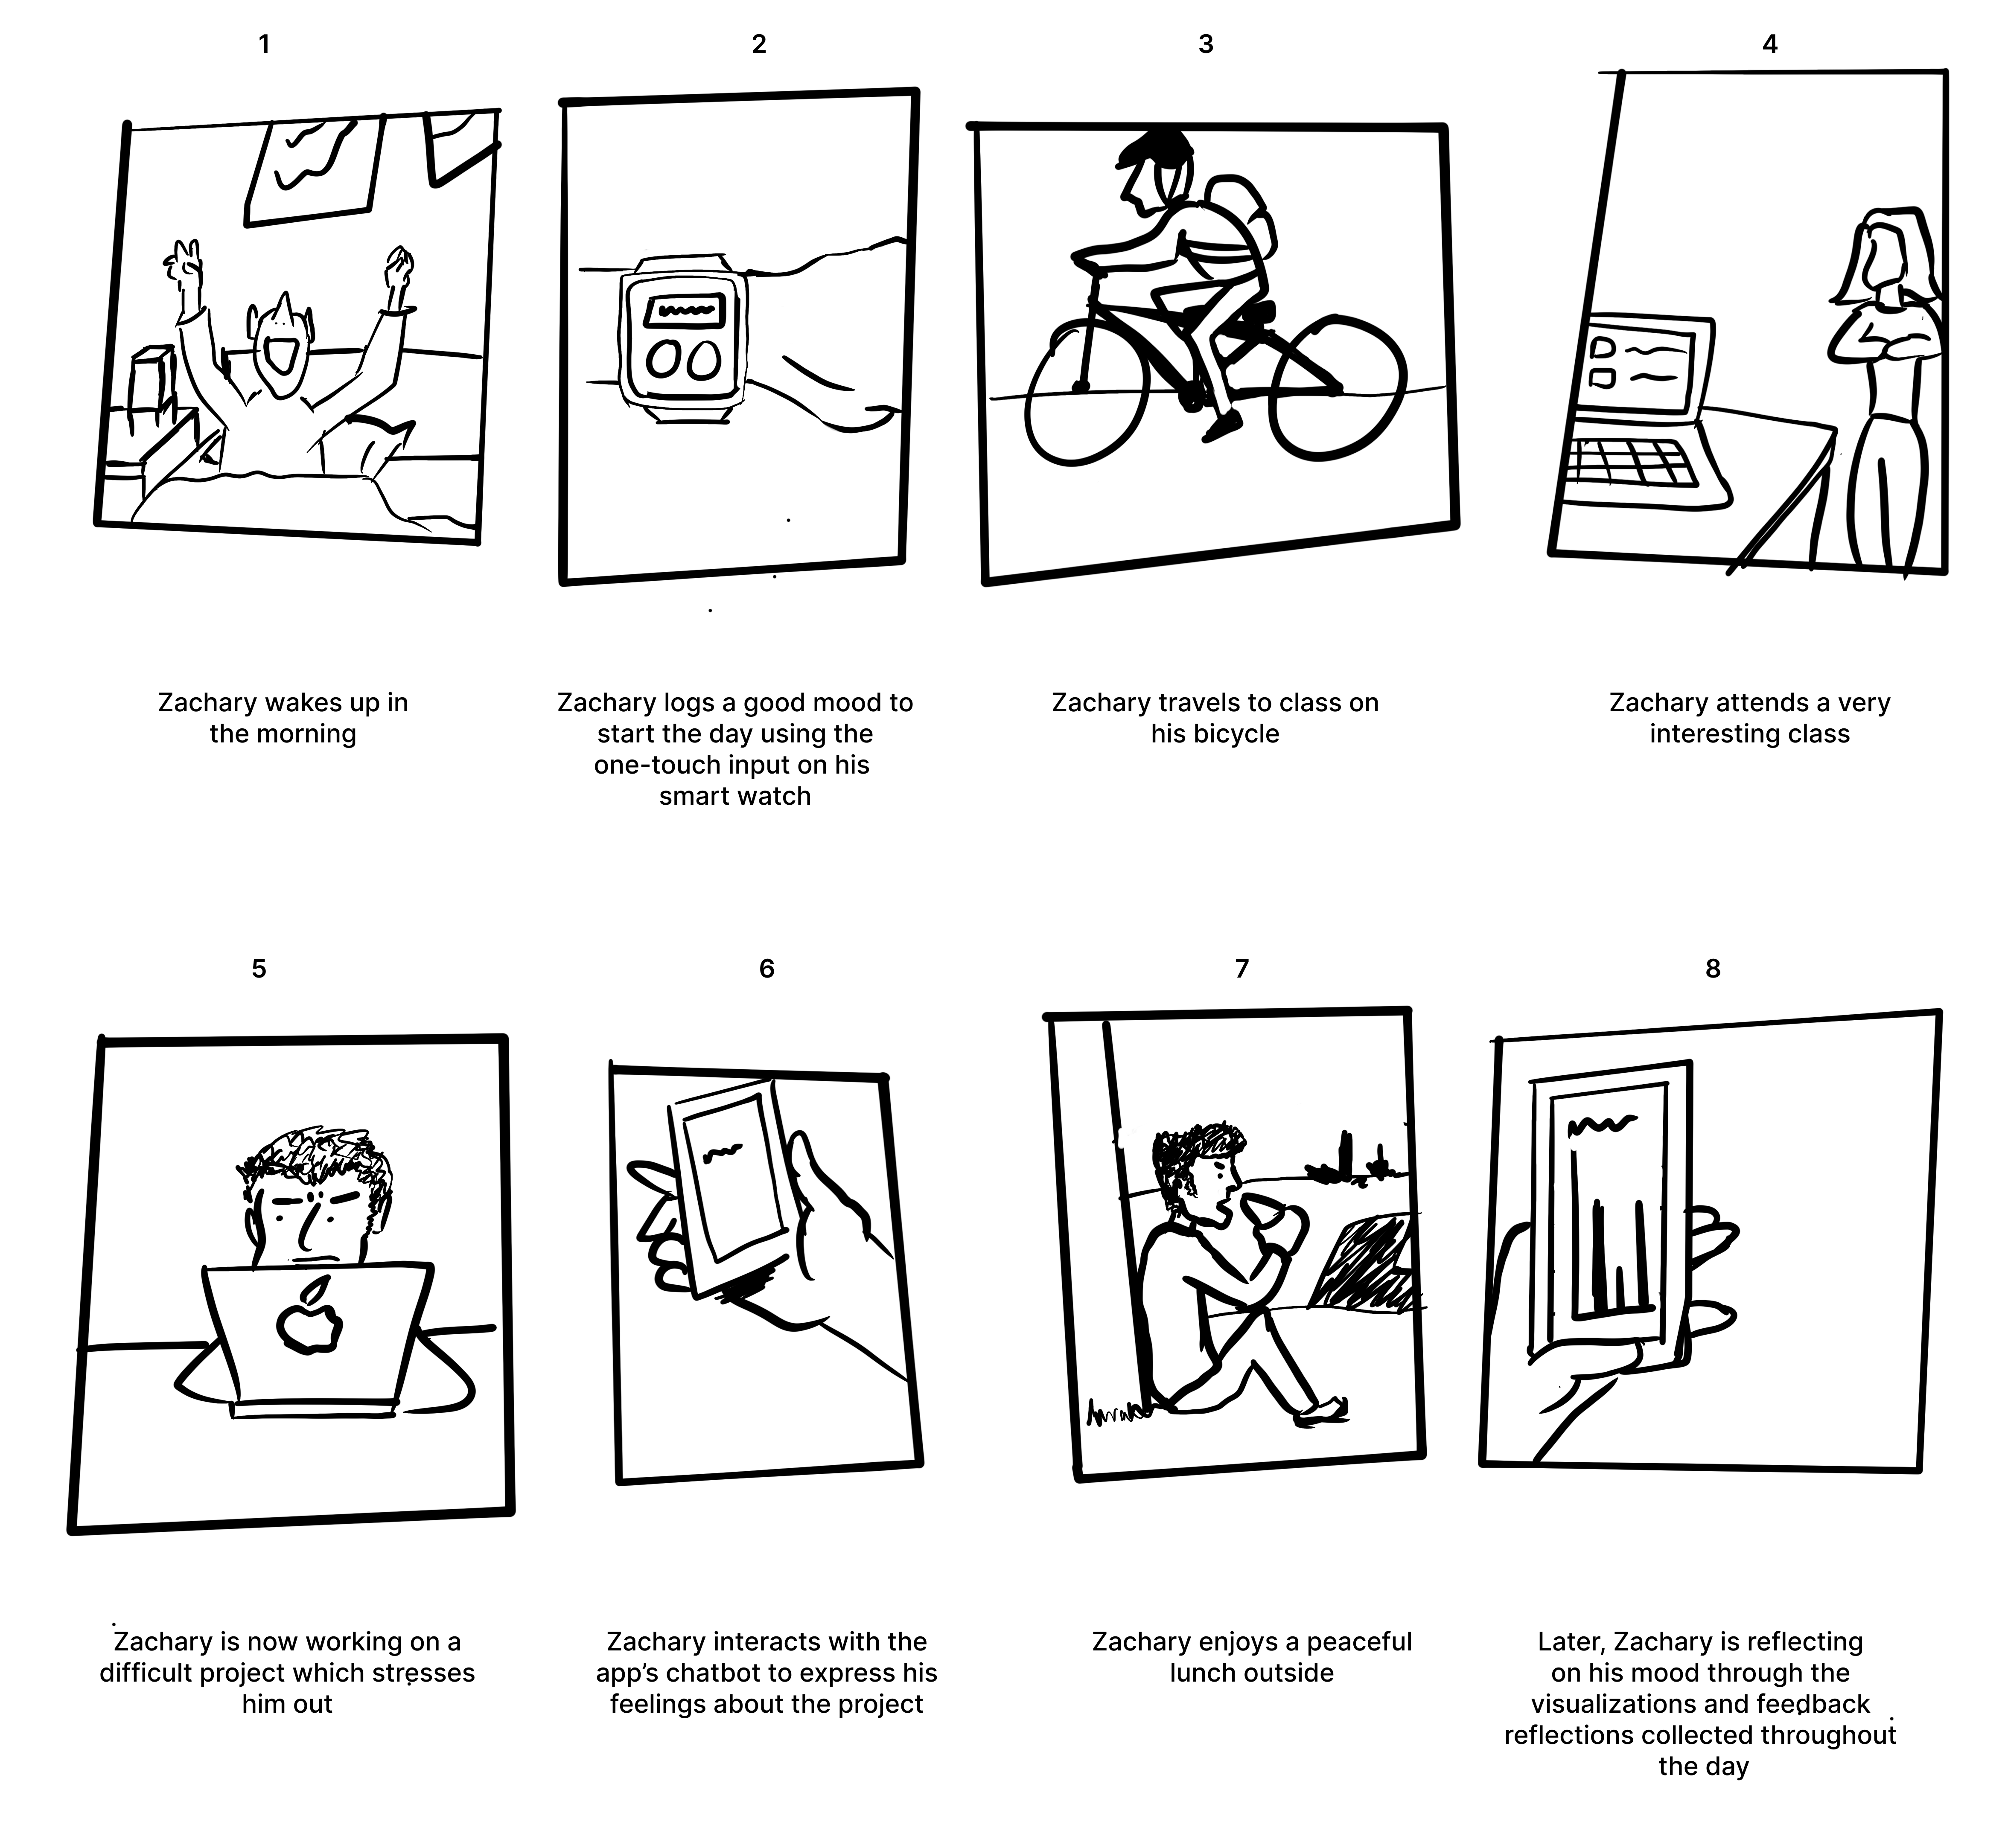 1
2
3
4
Zachary wakes up in
the morning
Zachary logs a good mood to
start the day using the
one-touch input on his
smart watch
Zachary travels to class on
his bicycle
Zachary attends a very
interesting class
5
6
7
8
Zachary is now working on a
difficult project which stresses
him out
Zachary interacts with the
app's chatbot to express his
feelings about the project
Zachary enjoys a peaceful
lunch outside
Later, Zachary is reflecting
on his mood through the
visualizations and feedback
reflections collected throughout
the day